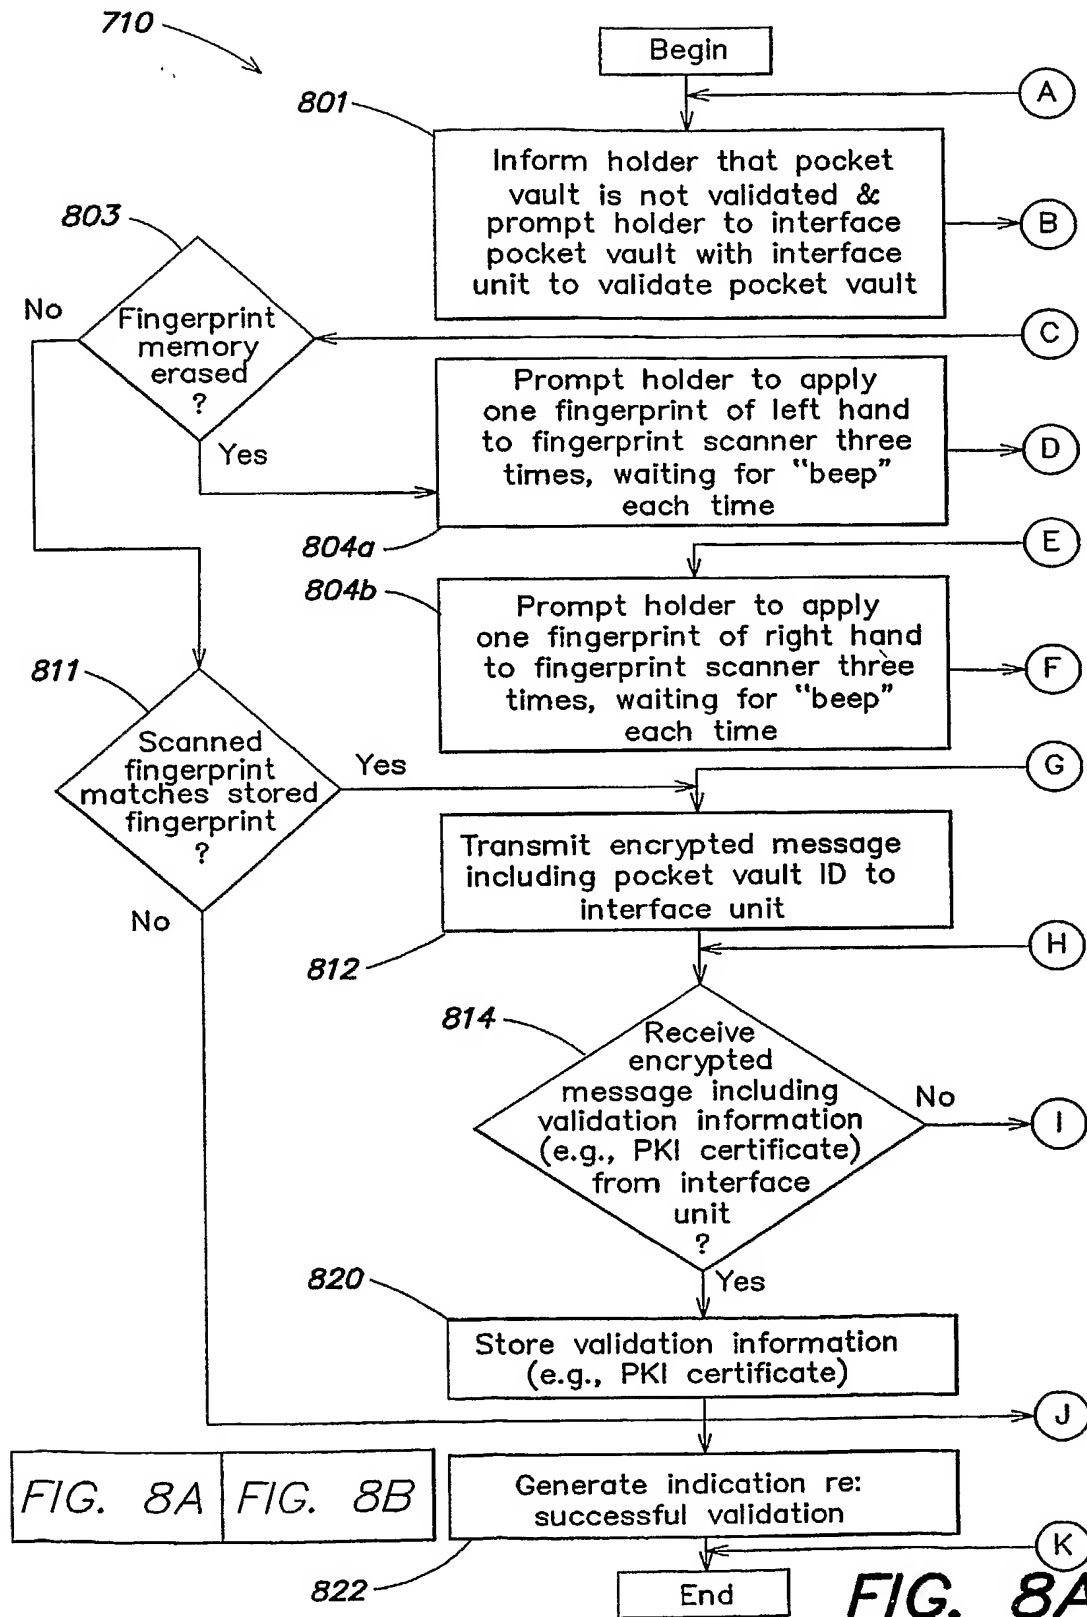 710
Begin
A
801
Inform holder that pocket
vault is not validated &
prompt holder to interface
pocket vault with interface
unit to validate pocket vault
B
803
No
Fingerprint
memory
erased
?
Yes
C
Prompt holder to apply
one fingerprint of left hand
to fingerprint scanner three
times, waiting for "beep"
each time
D
804a
E
804b
Prompt holder to apply
one fingerprint of right hand
to fingerprint scanner three
times, waiting for "beep"
each time
F
811
Scanned
fingerprint
matches stored
fingerprint
?
Yes
No
G
Transmit encrypted message
including pocket vault ID to
interface unit
812
H
814
Receive
encrypted
message including
validation information
(e.g., PKI certificate)
from interface
unit
?
No
I
Yes
820
Store validation information
(e.g., PKI certificate)
J
FIG. 8A FIG. 8B
Generate indication re:
successful validation
822
K
End
FIG. 8A